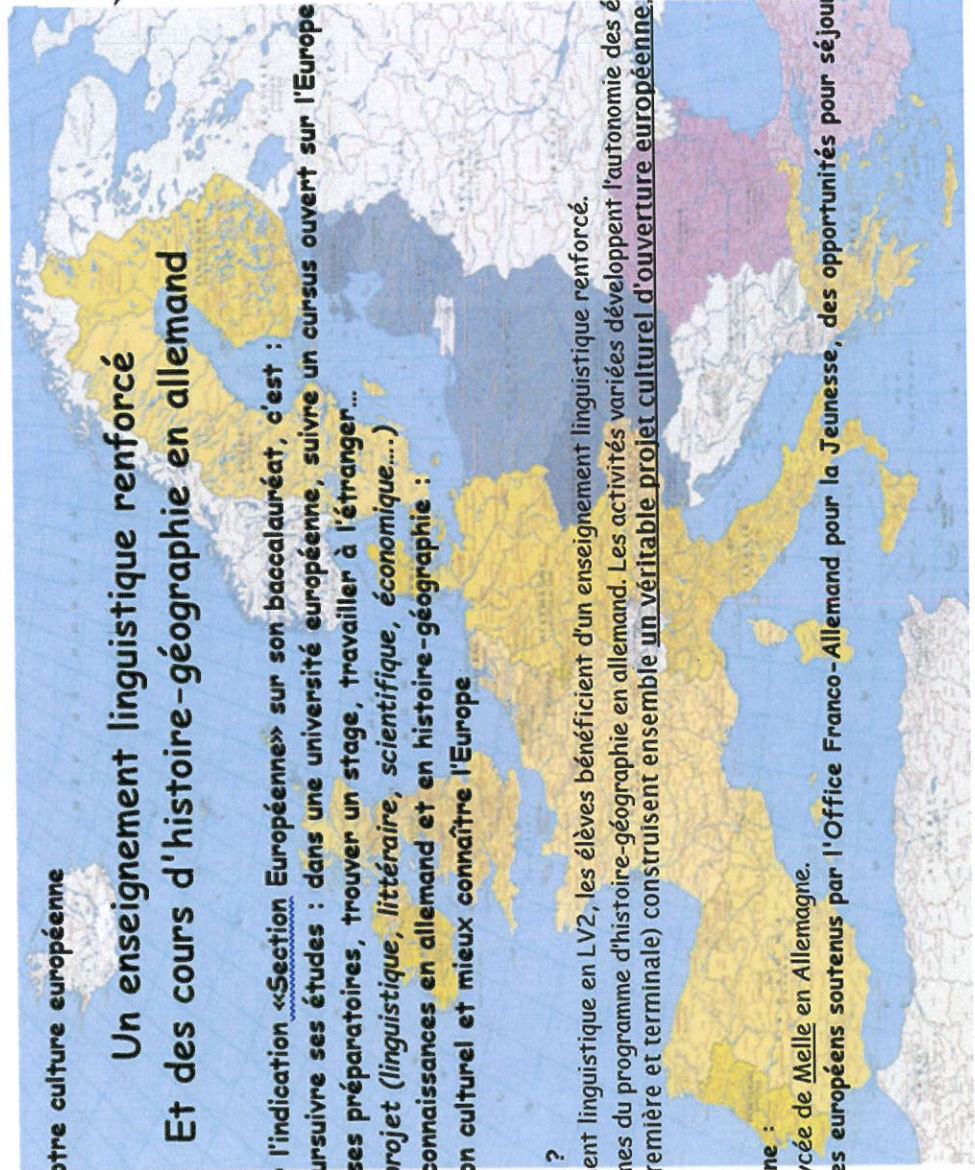 otre culture européenne
Un enseignement linguistique renforcé
Et des cours d'histoire-géographie en allemand
l'indication «Section Européenne» sur son baccalauréat, c'est :
ursuivre ses études : dans une université européenne, suivre un cursus ouvert sur l'Europe
ses préparatoires, trouver un stage, travailler à l'étranger...
rojet (linguistique, littéraire, scientifique, économique....)
connaissances en allemand et en histoire-géographie :
on culturel et mieux connaître l'Europe
?
ent linguistique en LV2, les élèves bénéficient d'un enseignement linguistique renforcé.
nes du programme d'histoire-géographie en allemand. Les activités variées développent l'autonomie des é
remière et terminale) construisent ensemble un véritable projet culturel d'ouverture européenne.
ne :
ycée de Melle en Allemagne.
es européens soutenus par l'Office Franco-Allemand pour la Jeunesse, des opportunités pour séjour